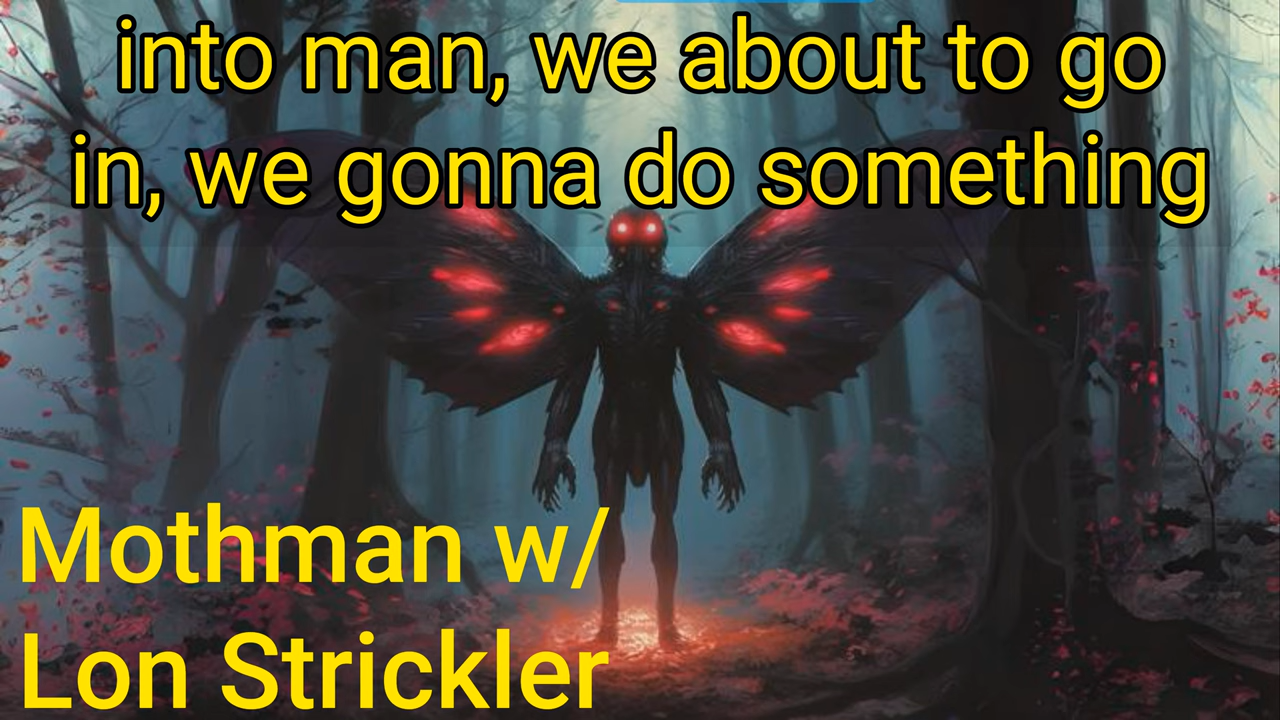 into man, we about to go
in, we gonna do something
Mothman w/
Lon Strickler